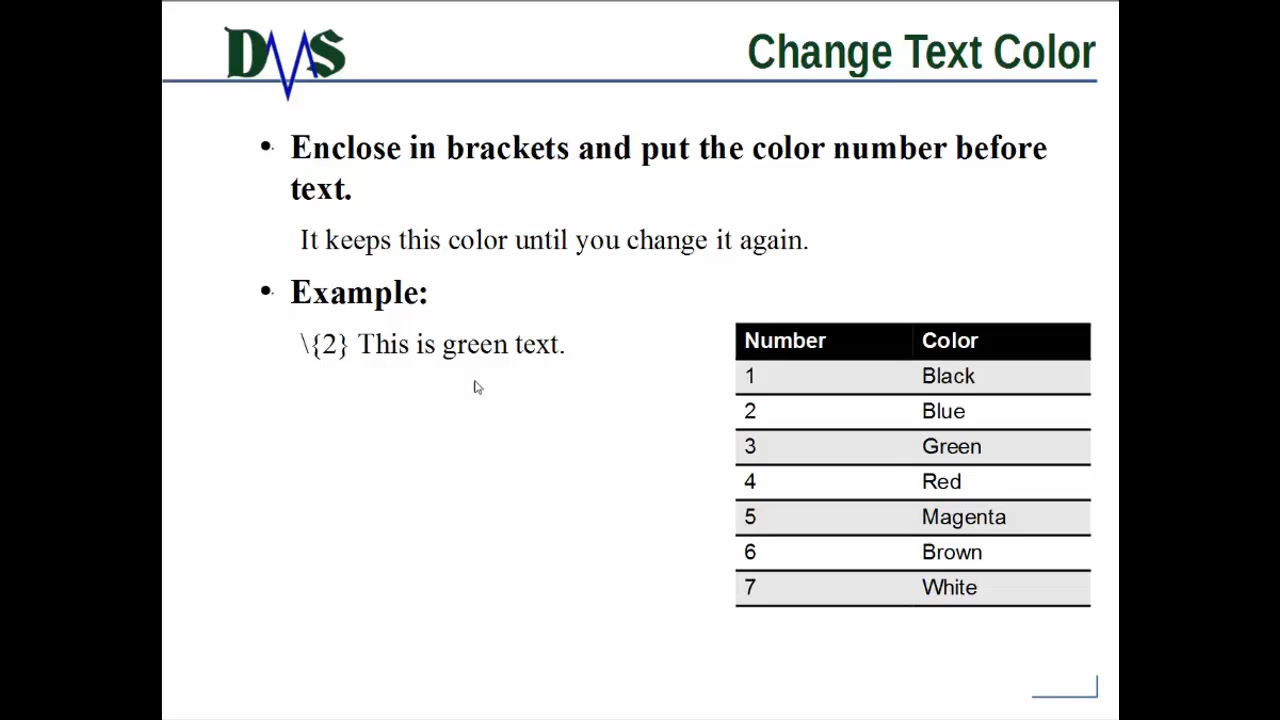 DMS
Change Text Color
• Enclose in brackets and put the color number before
text.
It keeps this color until you change it again.
• Example:
\{2} This is green text.
Number Color
1 Black
2 Blue
3 Green
4 Red
5 Magenta
6 Brown
7 White